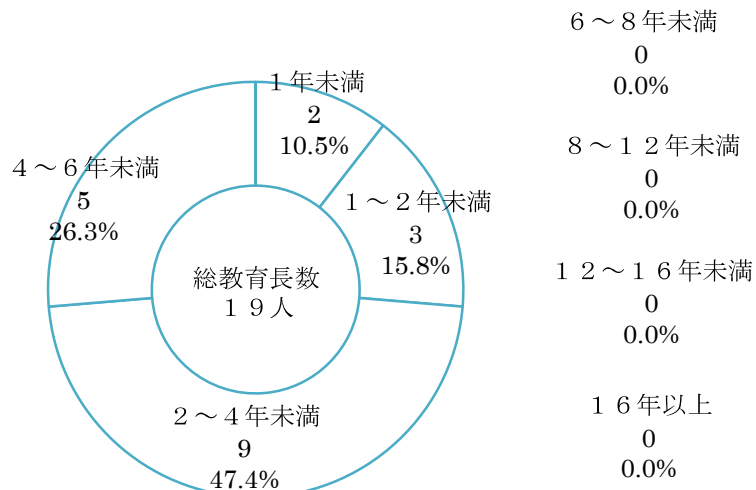 １年未満
2
10.5%
１～２年未満
3
15.8%
２～４年未満
9
47.4%
４～６年未満
5
26.3%
総教育長数
１９人
６～８年未満
0
0.0%
８～１２年未満
0
0.0%
１２～１６年未満
0
0.0%
１６年以上
0
0.0%